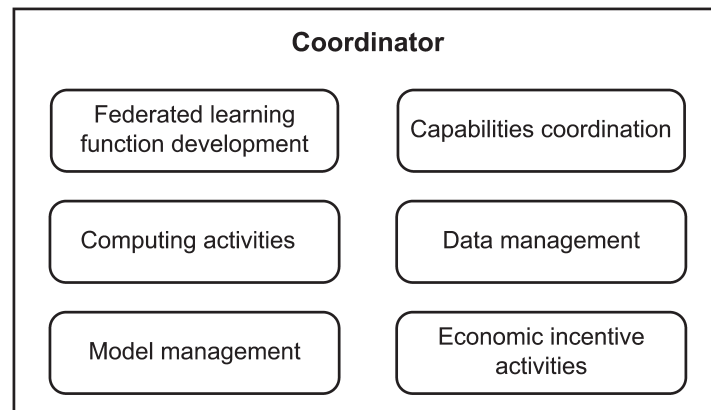 Coordinator
Federated learning
function development
Capabilities coordination
Computing activities
Data management
Model management
Economic incentive
activities